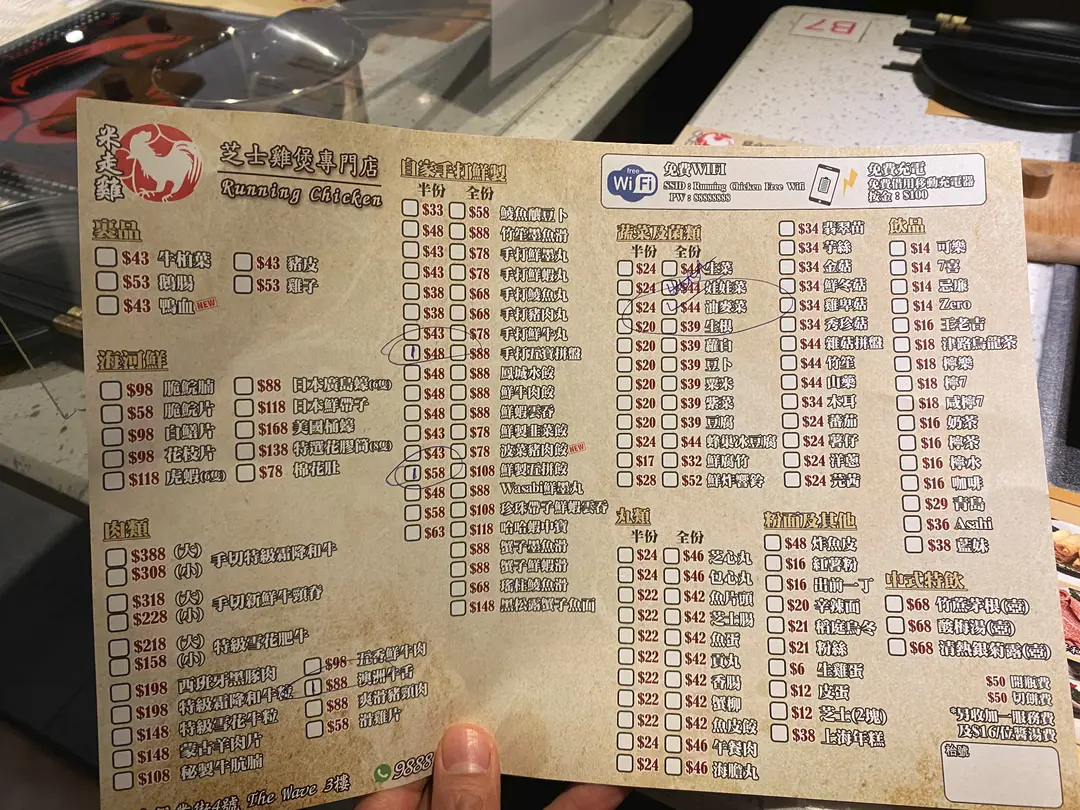 B7
米走雞
芝士雞煲專門店
Running Chicken
裏品
$43 牛栢葉
$53 鵝腸
$43 鴨血 NEW
$43 豬皮
$53 雞子
海河鮮
$98 脆鯇腩
$58 脆鯇片
$98 白鱔片
$98 花枝片
$118 虎蝦(6隻)
$88 日本廣島蠔(6隻)
$118 日本鮮帶子
$168 美國桶蠔
$138 特選花膠筒(8隻)
$78 棉花肚
肉類
$388 (大) 手切特級霜降和牛
$308 (小)
$318 (大) 手切新鮮牛頸脊
$228 (小)
$218 (大) 特級雪花肥牛
$158 (小)
$198 西班牙黑豚肉
$198 特級霜降和牛粒
$148 特級雪花牛粒
$148 蒙古羊肉片
$108 秘製牛肮腩
$98 五香鮮牛肉
$88 澳洲牛舌
$88 爽滑豬頸肉
$58 滑雞片
9888
街4號 The Wave 3樓
自家手打鮮製
半份 全份
$33 $58 鯪魚釀豆卜
$48 $88 竹笙墨魚滑
$43 $78 手打鮮墨丸
$43 $78 手打鮮蝦丸
$38 $68 手打鯪魚丸
$38 $68 手打豬肉丸
$43 $78 手打鮮牛丸
$48 $88 手打五寶拼盤
$48 $88 鳳城水餃
$48 $88 鮮牛肉餃
$48 $88 鮮蝦雲吞
$43 $78 鮮製韮菜餃
$43 $78 菠菜豬肉餃 NEW
$58 $108 鮮製五拼餃
$48 $88 Wasabi鮮墨丸
$58 $108 珍珠帶子鮮蝦雲吞
$63 $118 哈哈蝦中寶
$88 蟹子墨魚滑
$88 蟹子鮮蝦滑
$68 瑤柱鯪魚滑
$148 黑松露蟹子魚面
free Wi Fi
免費WIFI
SSID : Running Chicken Free Wifi
PW : 88888888
免費充電
免費借用移動充電器
按金 : $100
蔬菜及菌類
半份 全份
$24 $44 生菜
$24 $44 娃娃菜
$24 $44 油麥菜
$20 $39 生根
$20 $39 蘿白
$20 $39 豆卜
$20 $39 粟米
$20 $39 紫菜
$20 $39 豆腐
$24 $44 蜂巢冰豆腐
$17 $32 鮮腐竹
$28 $52 鮮炸響鈴
$34 翡翠苗
$34 芋絲
$34 金菇
$34 鮮冬菇
$34 雞髀菇
$34 秀珍菇
$44 雜菇拼盤
$44 竹笙
$44 山藥
$34 木耳
$24 蕃茄
$24 薯仔
$24 洋蔥
$24 芫茜
丸類
半份 全份
$24 $46 芝心丸
$24 $46 包心丸
$22 $42 魚片頭
$22 $42 芝士腸
$22 $42 魚蛋
$22 $42 貢丸
$22 $42 香腸
$22 $42 蟹柳
$22 $42 魚皮餃
$24 $46 午餐肉
$24 $46 海膽丸
粉面及其他
$48 炸魚皮
$16 紅薯粉
$16 出前一丁
$20 辛辣面
$21 稻庭烏冬
$21 粉絲
$6 生雞蛋
$12 皮蛋
$12 芝士(2塊)
$38 上海年糕
飲品
$14 可樂
$14 7喜
$14 忌廉
$14 Zero
$16 王老吉
$18 津路烏龍茶
$18 檸樂
$18 檸7
$18 咸檸7
$16 奶茶
$16 檸茶
$16 檸水
$16 咖啡
$29 青島
$36 Asahi
$38 藍妹
中式特飲
$68 竹蔗茅根(壺)
$68 酸梅湯(壺)
$68 清熱銀菊露(壺)
$50 開瓶費
$50 切餅費
*另收加一服務費
及$16/位醬湯費
枱號